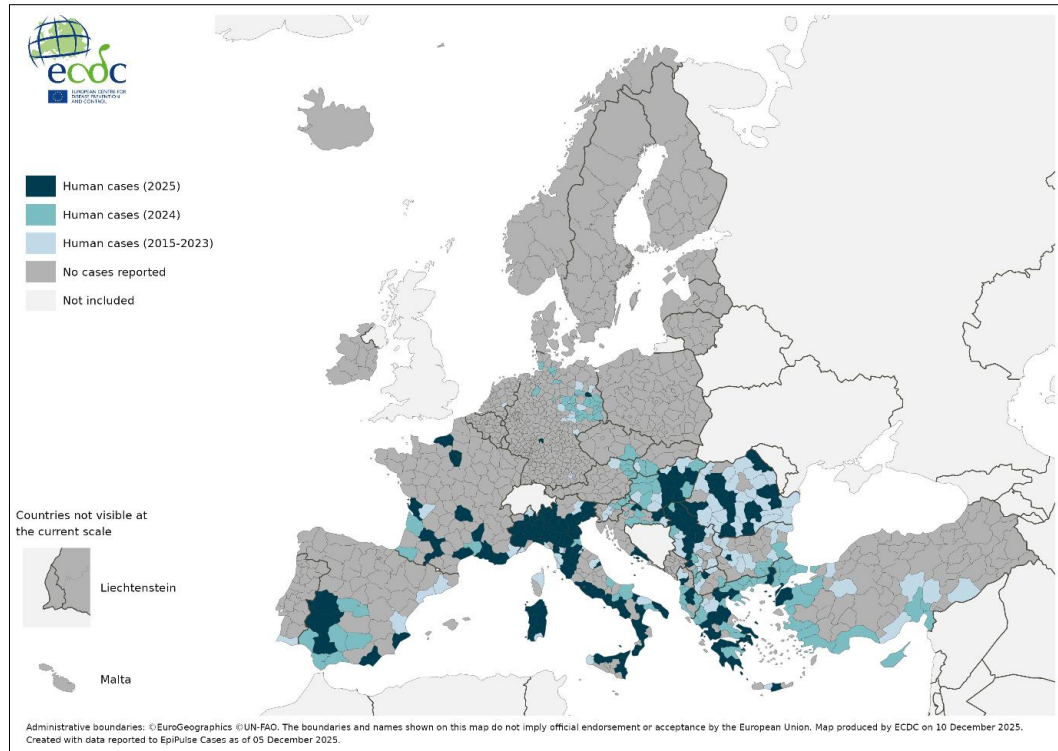 ecdc
EUROPEAN CENTRE FOR
DISEASE PREVENTION
AND CONTROL
Human cases (2025)
Human cases (2024)
Human cases (2015-2023)
No cases reported
Not included
Countries not visible at
the current scale
Liechtenstein
Malta
Administrative boundaries: ©EuroGeographics ©UN-FAO. The boundaries and names shown on this map do not imply official endorsement or acceptance by the European Union. Map produced by ECDC on 10 December 2025.
Created with data reported to EpiPulse Cases as of 05 December 2025.